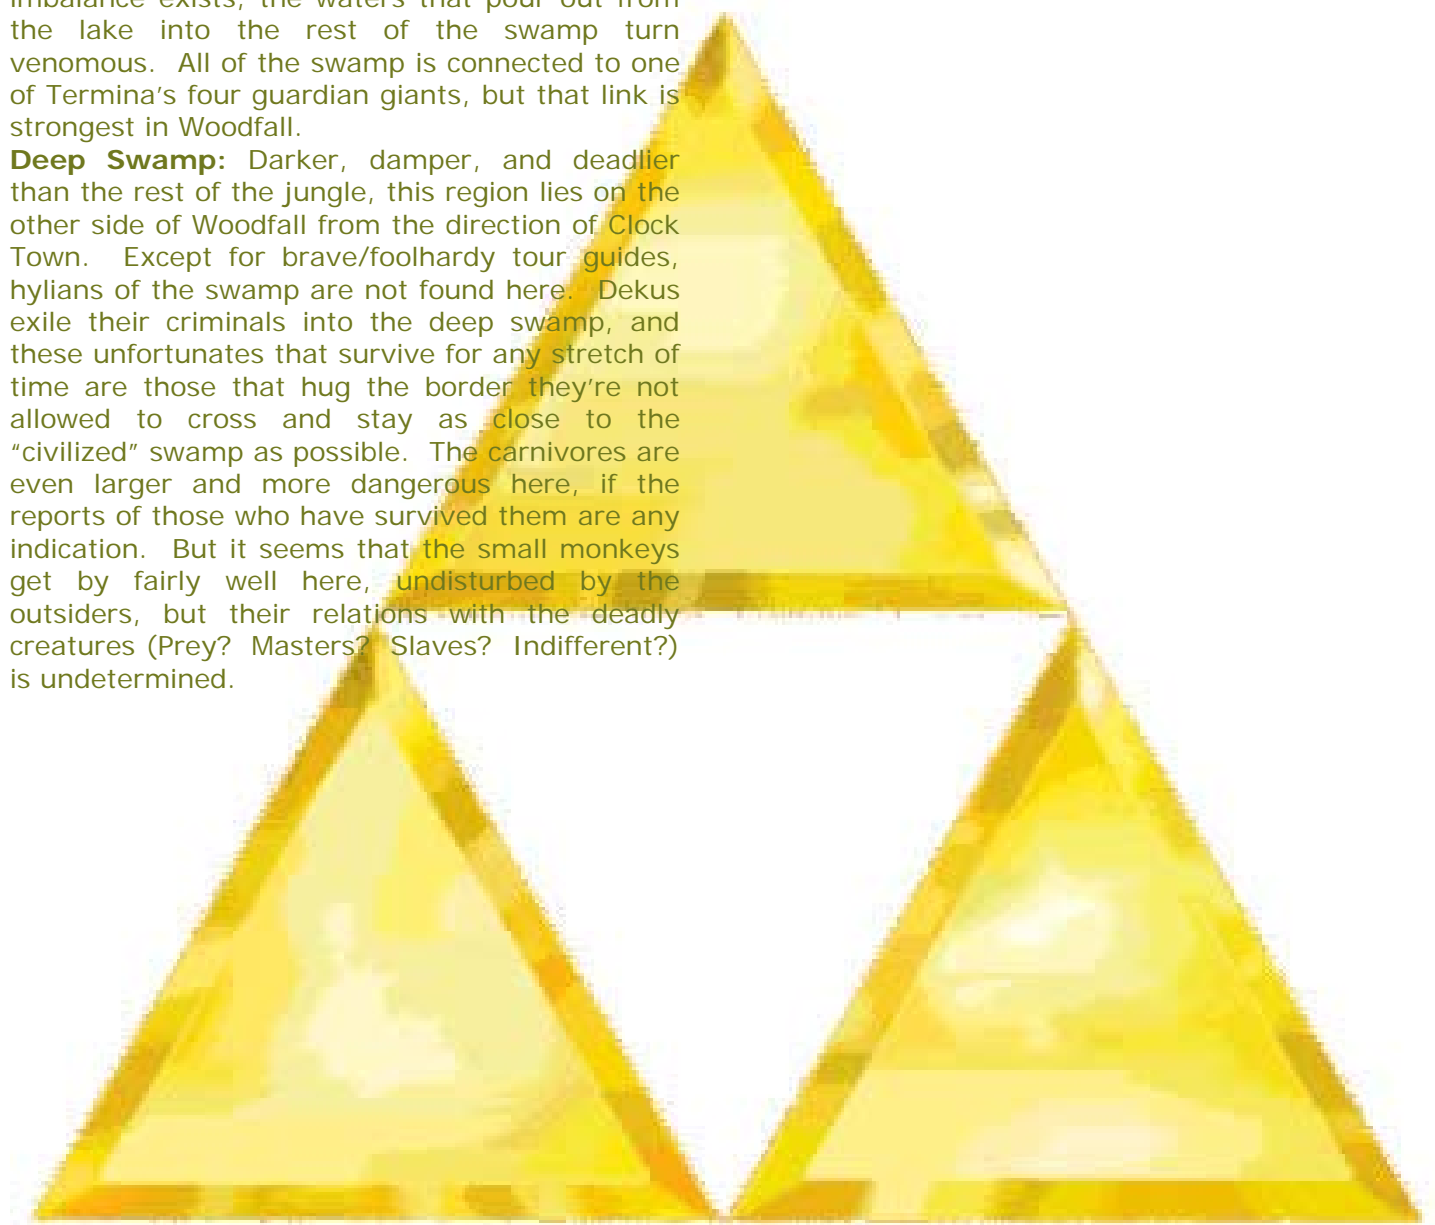 imbalance exists, the waters that pour out from
the lake into the rest of the swamp turn
venomous. All of the swamp is connected to one
of Termina's four guardian giants, but that link is
strongest in Woodfall.
Deep Swamp: Darker, damper, and deadlier
than the rest of the jungle, this region lies on the
other side of Woodfall from the direction of Clock
Town. Except for brave/foolhardy tour guides,
hylians of the swamp are not found here. Dekus
exile their criminals into the deep swamp, and
these unfortunates that survive for any stretch of
time are those that hug the border they're not
allowed to cross and stay as close to the
"civilized" swamp as possible. The carnivores are
even larger and more dangerous here, if the
reports of those who have survived them are any
indication. But it seems that the small monkeys
get by fairly well here, undisturbed by the
outsiders, but their relations with the deadly
creatures (Prey? Masters? Slaves? Indifferent?)
is undetermined.